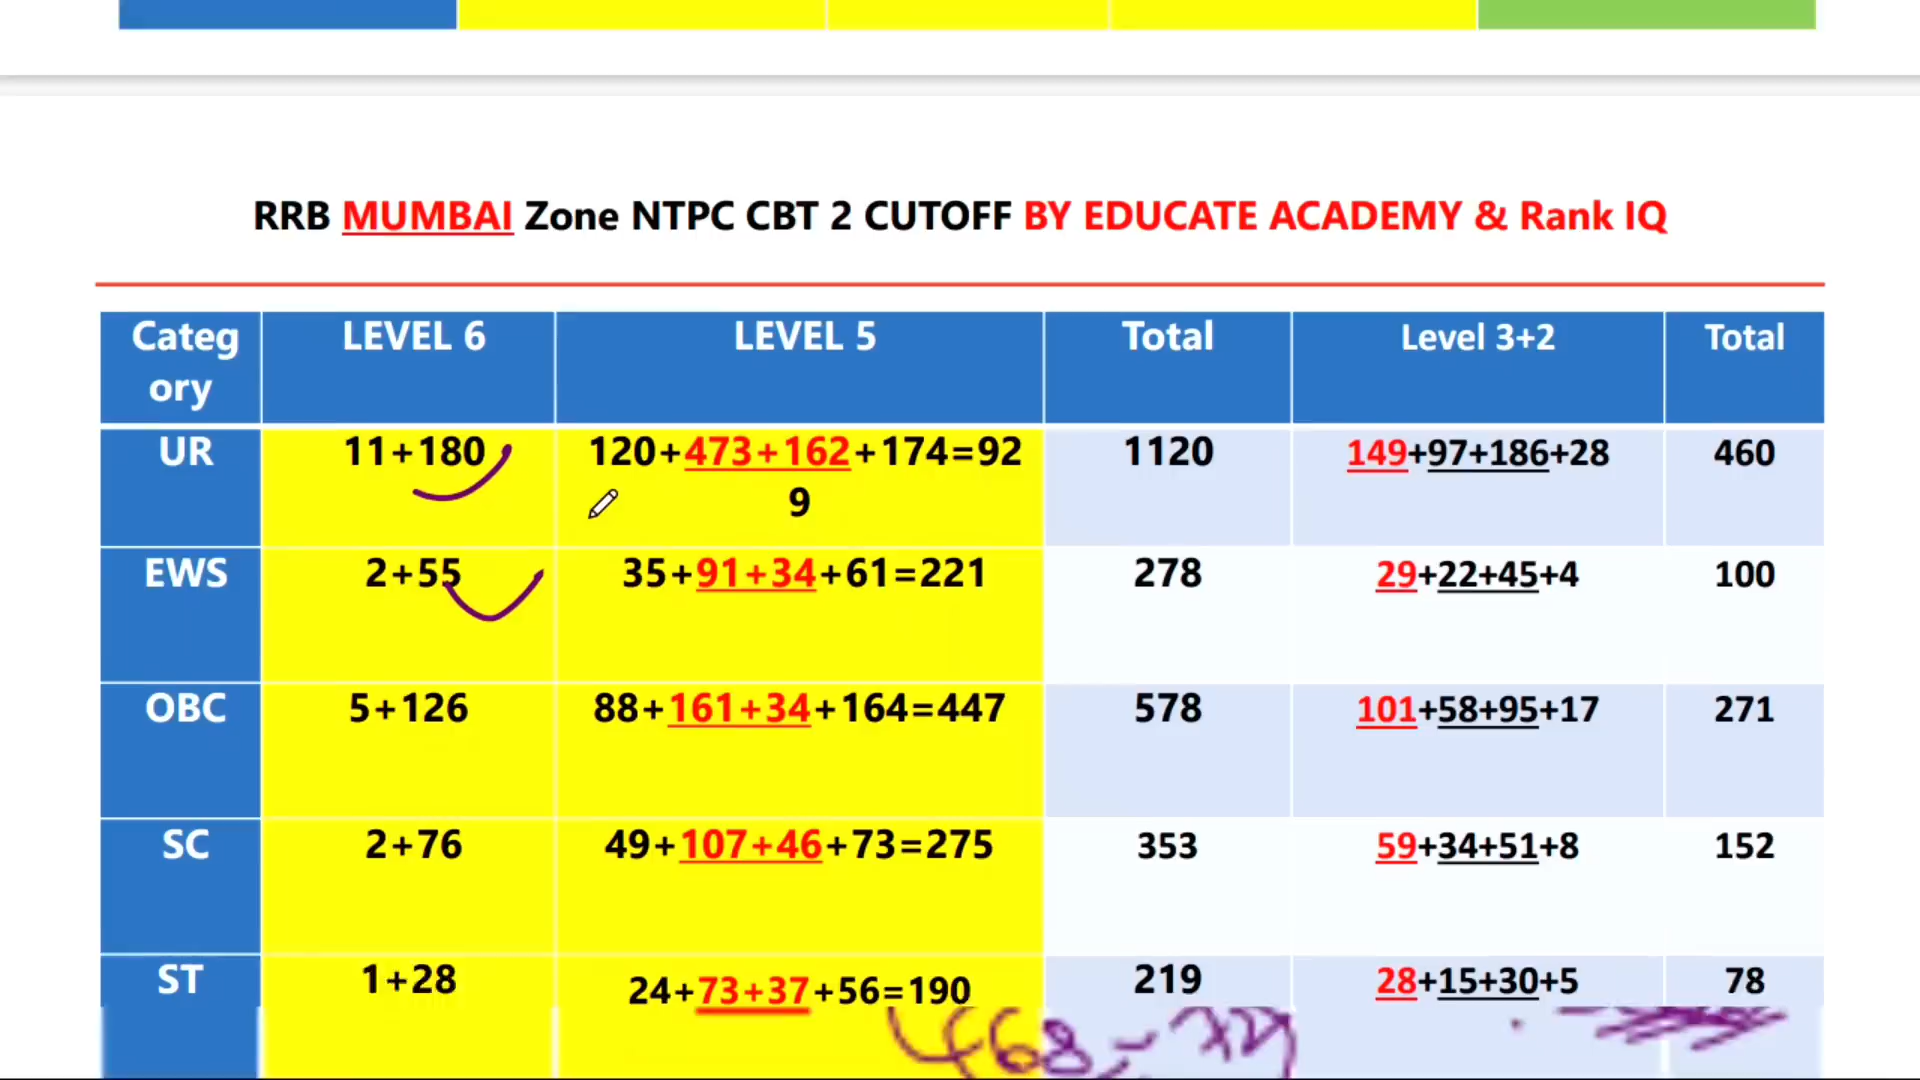 RRB MUMBAI Zone NTPC CBT 2 CUTOFF BY EDUCATE ACADEMY & Rank IQ
Categ
ory LEVEL 6 LEVEL 5 Total Level 3+2 Total
UR 11+180 120+473+162+174=92
9 1120 149+97+186+28 460
EWS 2+55 35+91+34+61=221 278 29+22+45+4 100
OBC 5+126 88+161+34+164=447 578 101+58+95+17 271
SC 2+76 49+107+46+73=275 353 59+34+51+8 152
ST 1+28 24+73+37+56=190 219 28+15+30+5 78